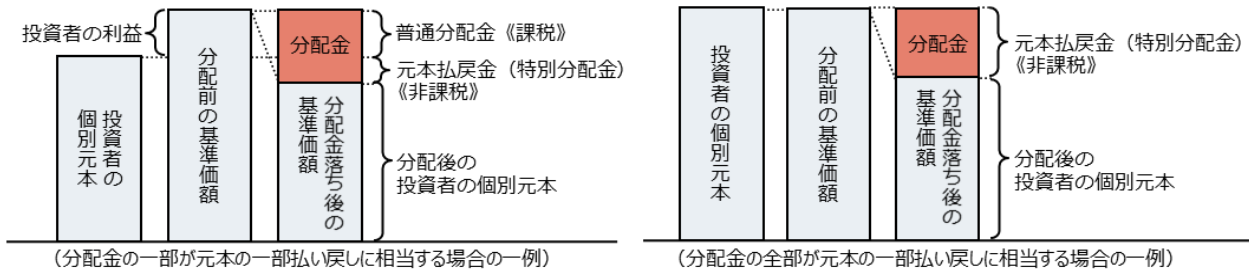 投資者の利益
投資者の
個別元本
分配前の基準価額
分配金
分配金落ち後の
基準価額
普通分配金《課税》
元本払戻金（特別分配金）
《非課税》
分配後の
投資者の個別元本
（分配金の一部が元本の一部払い戻しに相当する場合の一例）
投資者の個別元本
分配前の基準価額
分配金
分配金落ち後の
基準価額
元本払戻金（特別分配金）
《非課税》
分配後の
投資者の個別元本
（分配金の全部が元本の一部払い戻しに相当する場合の一例）